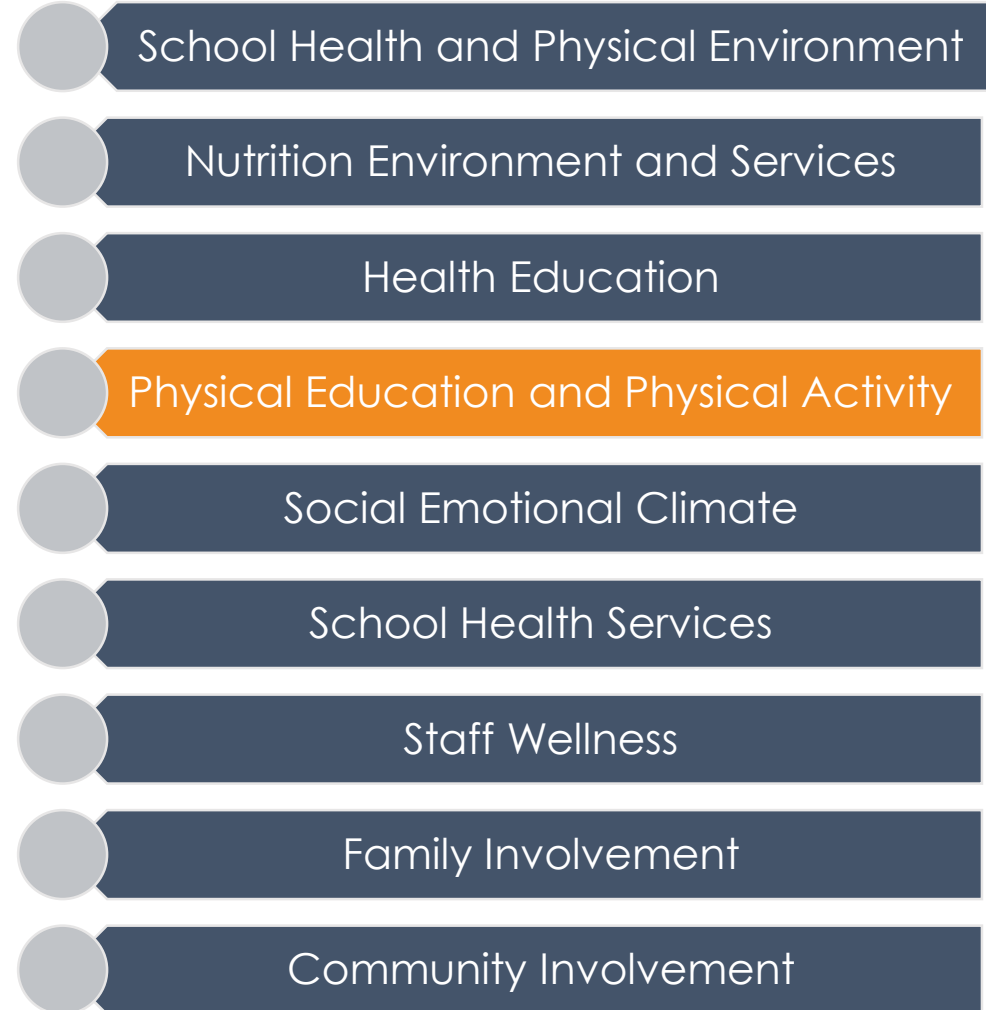 School Health and Physical Environment
Nutrition Environment and Services
Health Education
Physical Education and Physical Activity
Social Emotional Climate
School Health Services
Staff Wellness
Family Involvement
Community Involvement